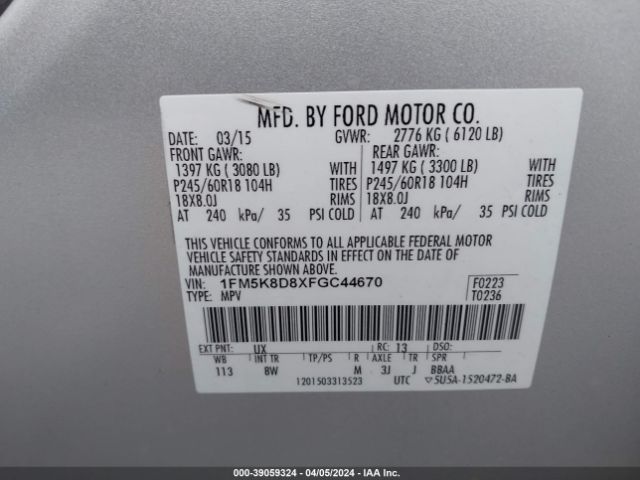 MFD. BY FORD MOTOR CO.
DATE: 03/15 GVWR: 2776 KG ( 6120 LB)
FRONT GAWR: REAR GAWR:
1397 KG ( 3080 LB) WITH 1497 KG ( 3300 LB) WITH
P245/60R18 104H TIRES P245/60R18 104H TIRES
18X8.0J RIMS 18X8.0J RIMS
AT 240 kPa/ 35 PSI COLD AT 240 kPa/ 35 PSI COLD
THIS VEHICLE CONFORMS TO ALL APPLICABLE FEDERAL MOTOR
VEHICLE SAFETY STANDARDS IN EFFECT ON THE DATE OF
MANUFACTURE SHOWN ABOVE.
VIN: 1FM5K8D8XFGC44670 F0223
TYPE: MPV T0236
EXT PNT: UX RC: 13 DSO:
WB INT TR TP/PS R AXLE TR SPR
113 8W M 3J J BBAA
1201503313523 UTC 5U5A-1520472-BA
IAA - 39059324 - 04/05/2024 - COPART